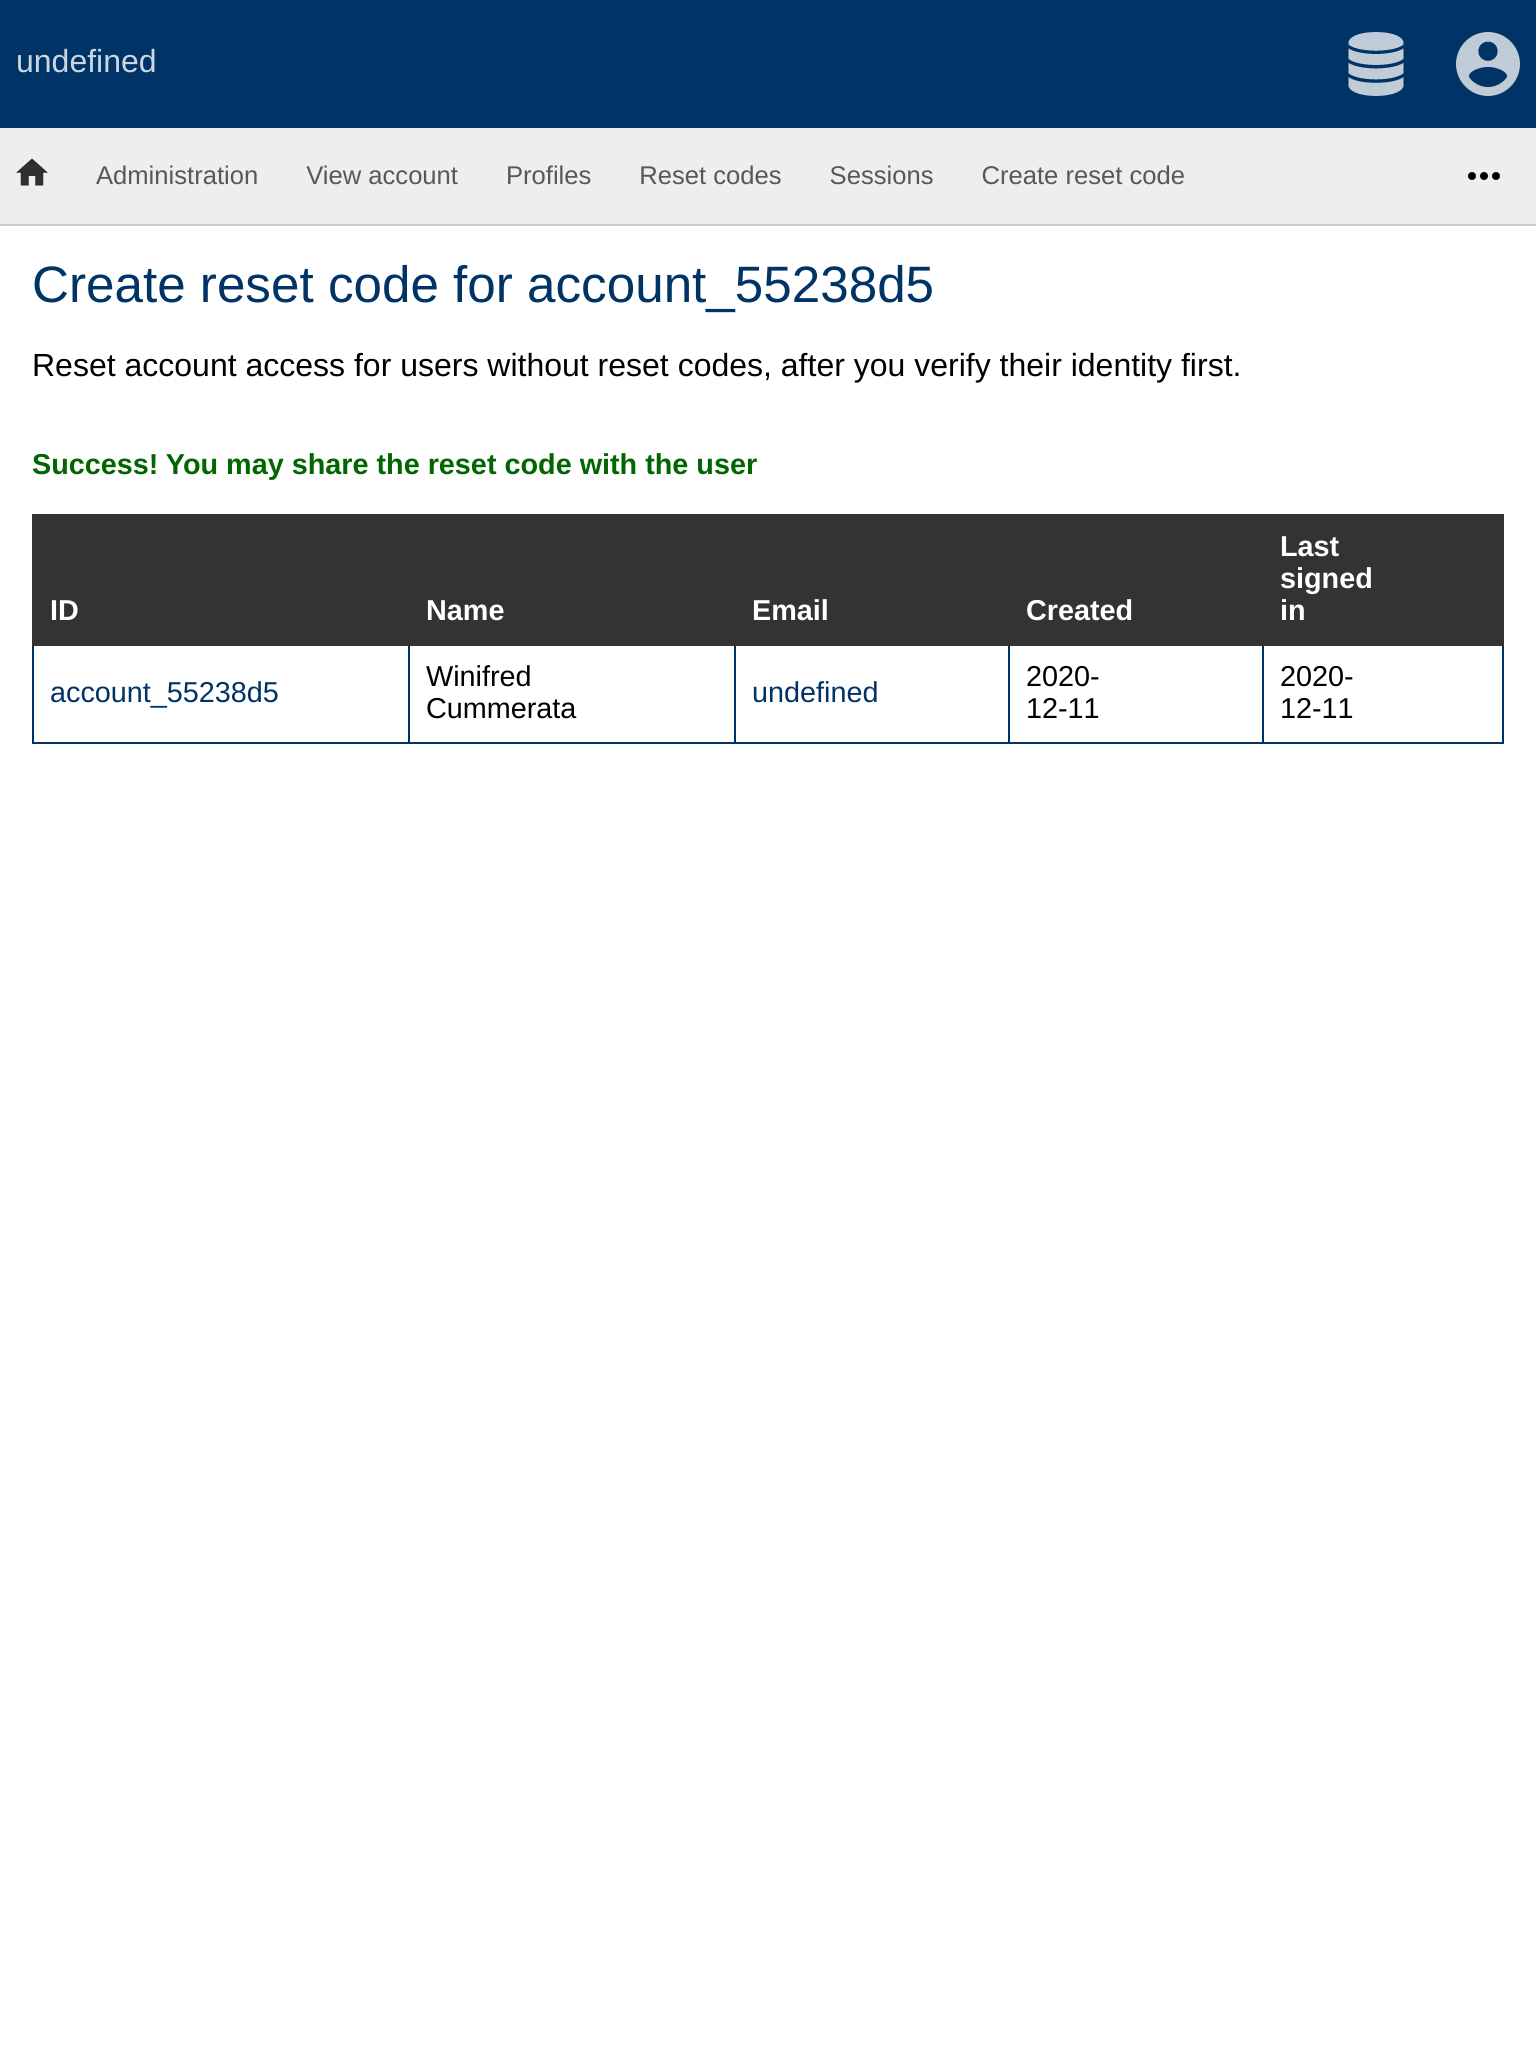 undefined
Administration View account Profiles Reset codes Sessions Create reset code
Create reset code for account_55238d5
Reset account access for users without reset codes, after you verify their identity first.
Success! You may share the reset code with the user
ID Name Email Created Last signed in
account_55238d5 Winifred Cummerata undefined 2020-12-11 2020-12-11